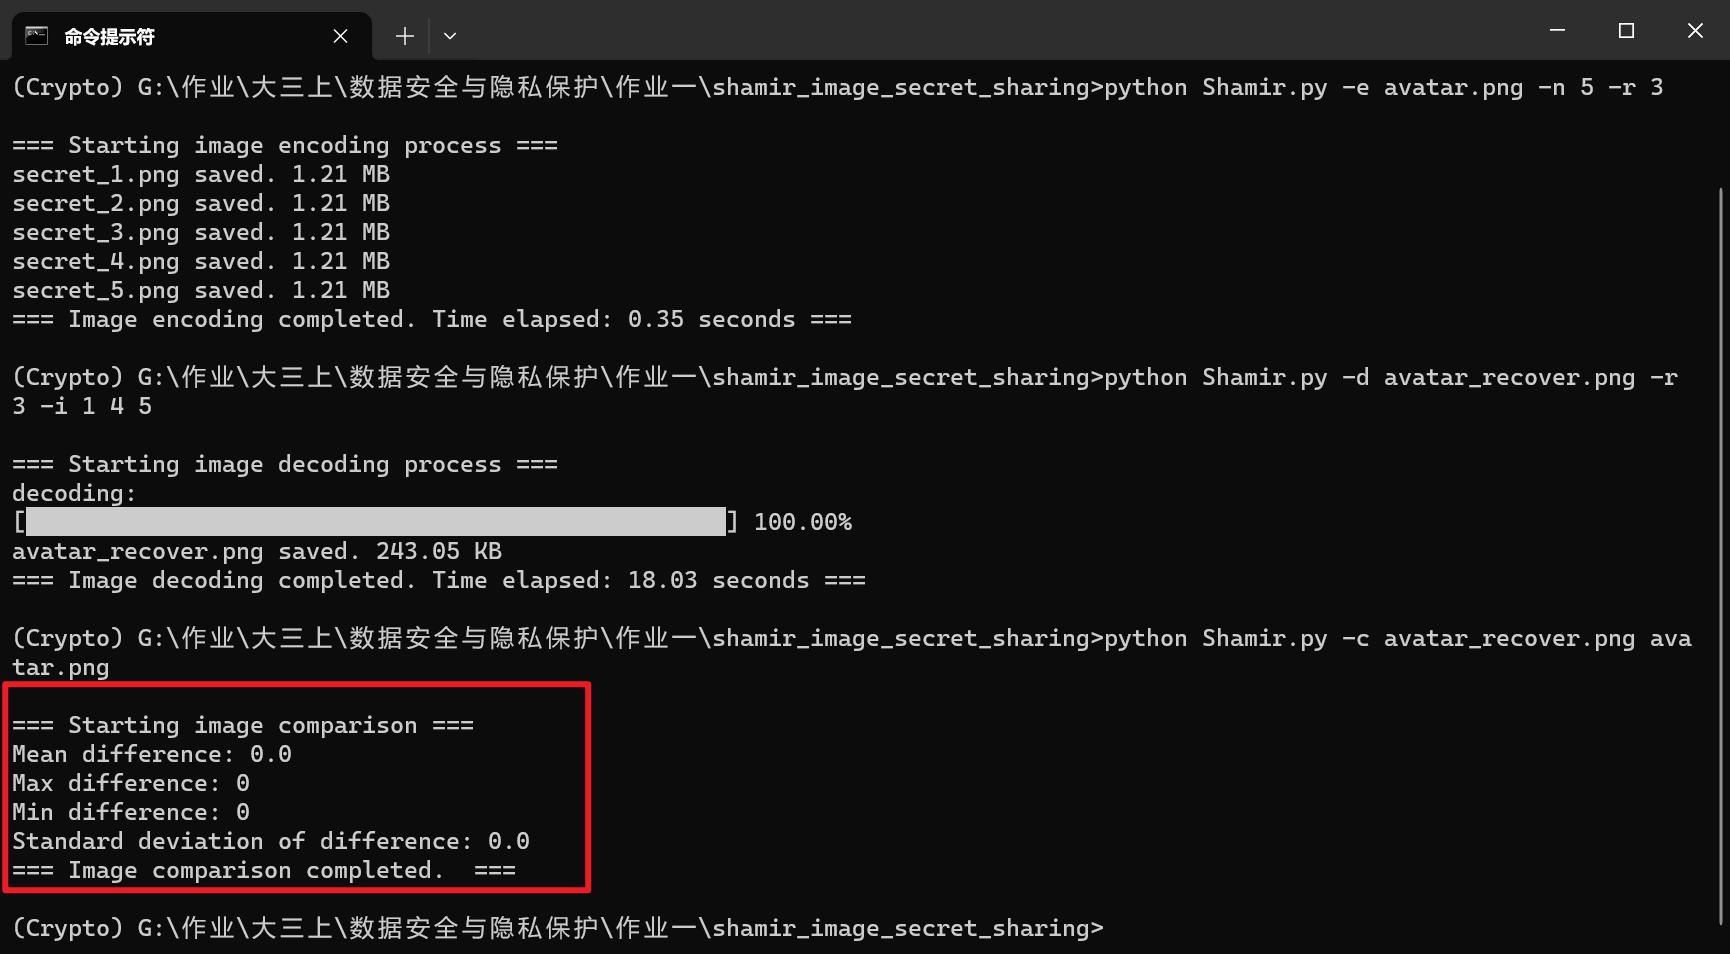 命令提示符
(Crypto) G:\作业\大三上\数据安全与隐私保护\作业一\shamir_image_secret_sharing>python Shamir.py -e avatar.png -n 5 -r 3
=== Starting image encoding process ===
secret_1.png saved. 1.21 MB
secret_2.png saved. 1.21 MB
secret_3.png saved. 1.21 MB
secret_4.png saved. 1.21 MB
secret_5.png saved. 1.21 MB
=== Image encoding completed. Time elapsed: 0.35 seconds ===
(Crypto) G:\作业\大三上\数据安全与隐私保护\作业一\shamir_image_secret_sharing>python Shamir.py -d avatar_recover.png -r
3 -i 1 4 5
=== Starting image decoding process ===
decoding:
[] 100.00%
avatar_recover.png saved. 243.05 KB
=== Image decoding completed. Time elapsed: 18.03 seconds ===
(Crypto) G:\作业\大三上\数据安全与隐私保护\作业一\shamir_image_secret_sharing>python Shamir.py -c avatar_recover.png ava
tar.png
=== Starting image comparison ===
Mean difference: 0.0
Max difference: 0
Min difference: 0
Standard deviation of difference: 0.0
=== Image comparison completed.  ===
(Crypto) G:\作业\大三上\数据安全与隐私保护\作业一\shamir_image_secret_sharing>